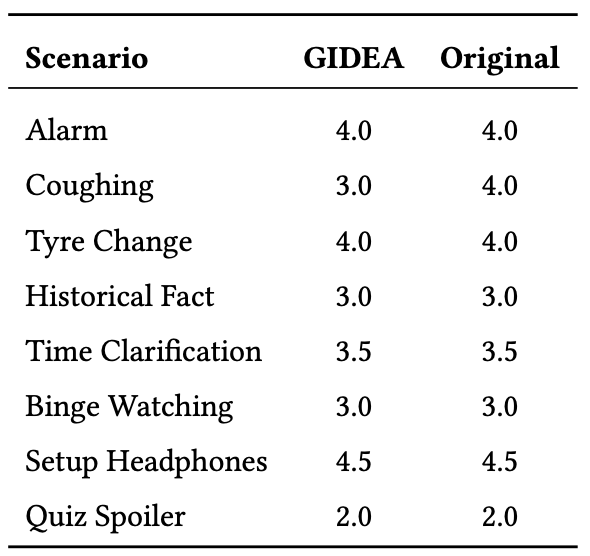 Scenario GIDEA Original
Alarm 4.0 4.0
Coughing 3.0 4.0
Tyre Change 4.0 4.0
Historical Fact 3.0 3.0
Time Clarification 3.5 3.5
Binge Watching 3.0 3.0
Setup Headphones 4.5 4.5
Quiz Spoiler 2.0 2.0